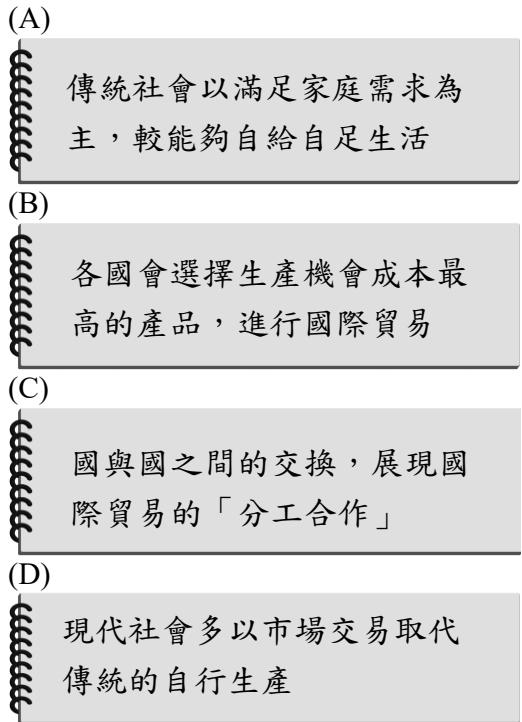 (A)
傳統社會以滿足家庭需求為
主，較能夠自給自足生活
(B)
各國會選擇生產機會成本最
高的產品，進行國際貿易
(C)
國與國之間的交換，展現國
際貿易的「分工合作」
(D)
現代社會多以市場交易取代
傳統的自行生產